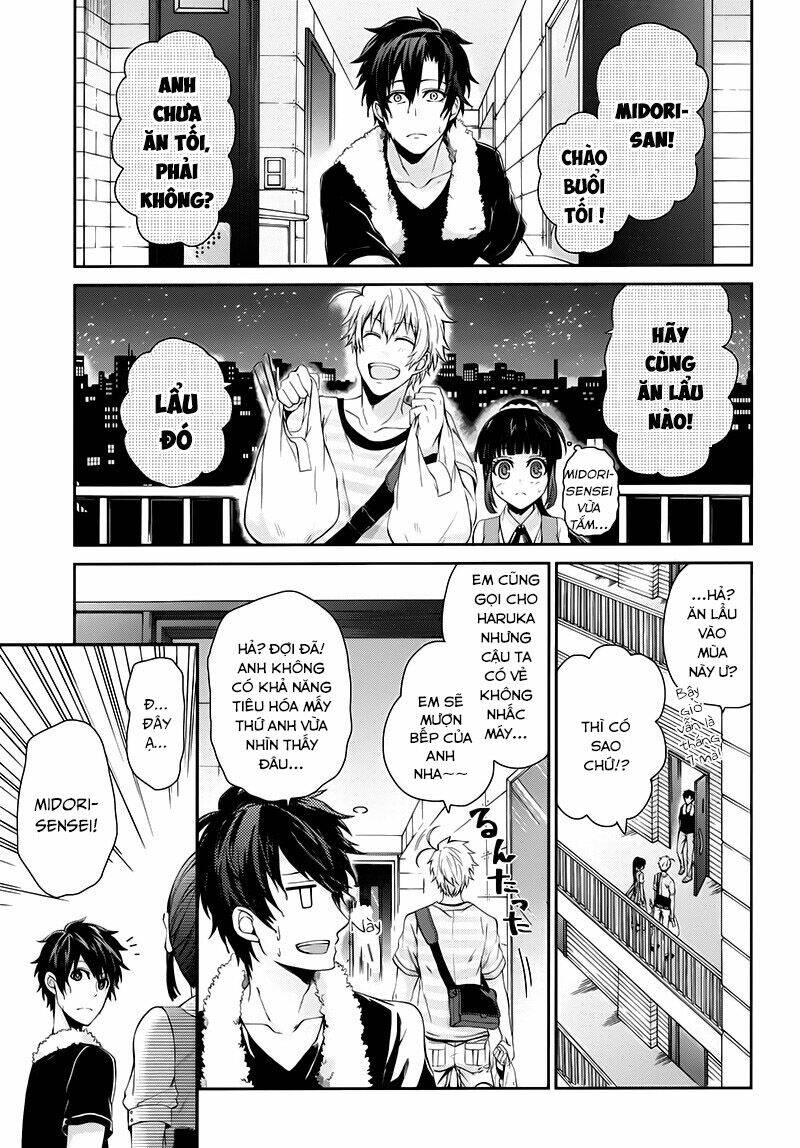 MIDORI-
SAN!
CHÀO
BUỔI
TỐI !
ANH
CHƯA
ĂN TỐI,
PHẢI
KHÔNG?
HÃY
CÙNG
ĂN LẨU
NÀO!
MIDORI-
SENSEI
VỪA
TẮM...
LẨU
ĐÓ
...HẢ?
ĂN LẨU
VÀO
MÙA
NÀY Ư?
Bây
Giờ
vẫn là
tháng
1 mà!
THÌ CÓ
SAO
CHỨ!?
EM CŨNG
GỌI CHO
HARUKA
NHƯNG
CẬU TA
CÓ VẺ
KHÔNG
NHẤC
MÁY...
EM SẼ
MƯỢN
BẾP CỦA
ANH
NHA~~
るんたった
HẢ? ĐỢI ĐÃ!
ANH KHÔNG
CÓ KHẢ NĂNG
TIÊU HÓA MẤY
THỨ ANH VỪA
NHÌN THẤY
ĐÂU...
Này
Đ...
ĐÂY
Ạ...
MIDORI-
SENSEI!